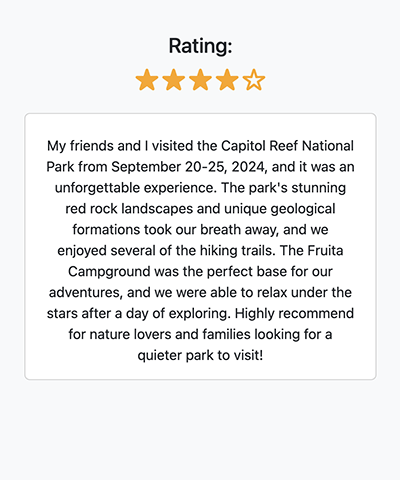 Rating:
My friends and I visited the Capitol Reef National
Park from September 20-25, 2024, and it was an
unforgettable experience. The park's stunning
red rock landscapes and unique geological
formations took our breath away, and we
enjoyed several of the hiking trails. The Fruita
Campground was the perfect base for our
adventures, and we were able to relax under the
stars after a day of exploring. Highly recommend
for nature lovers and families looking for a
quieter park to visit!